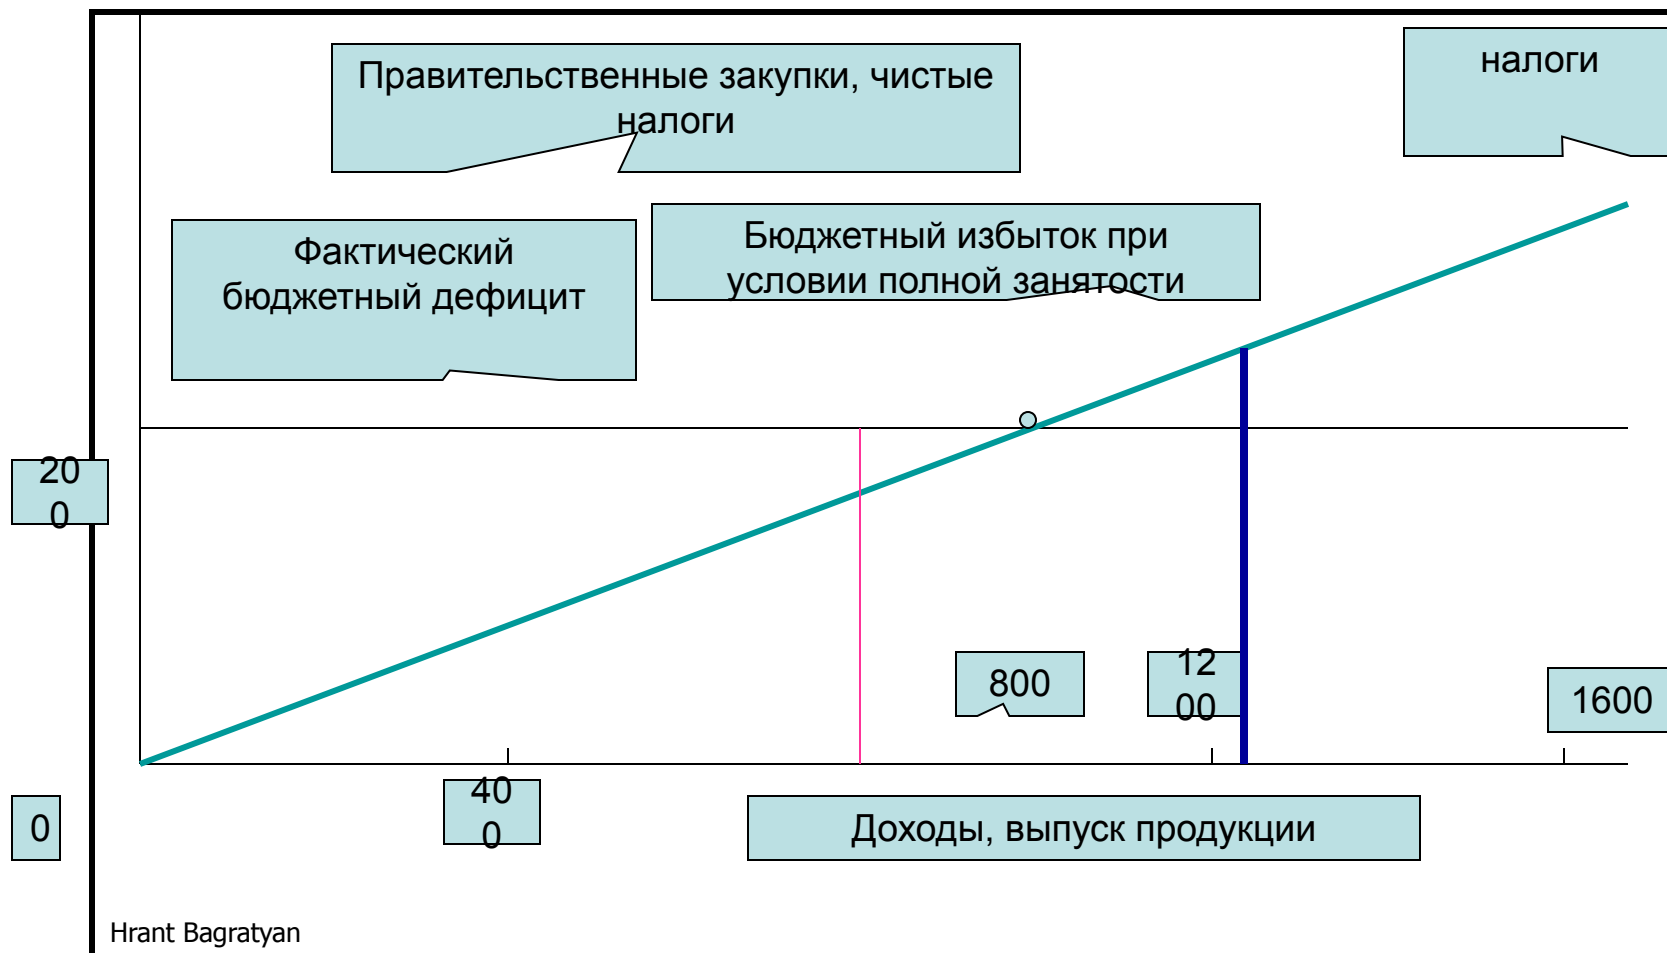 Правительственные закупки, чистые
налоги
налоги
Фактический
бюджетный дефицит
Бюджетный избыток при
условии полной занятости
20
0
800
12
00
1600
0
40
0
Доходы, выпуск продукции
Hrant Bagratyan